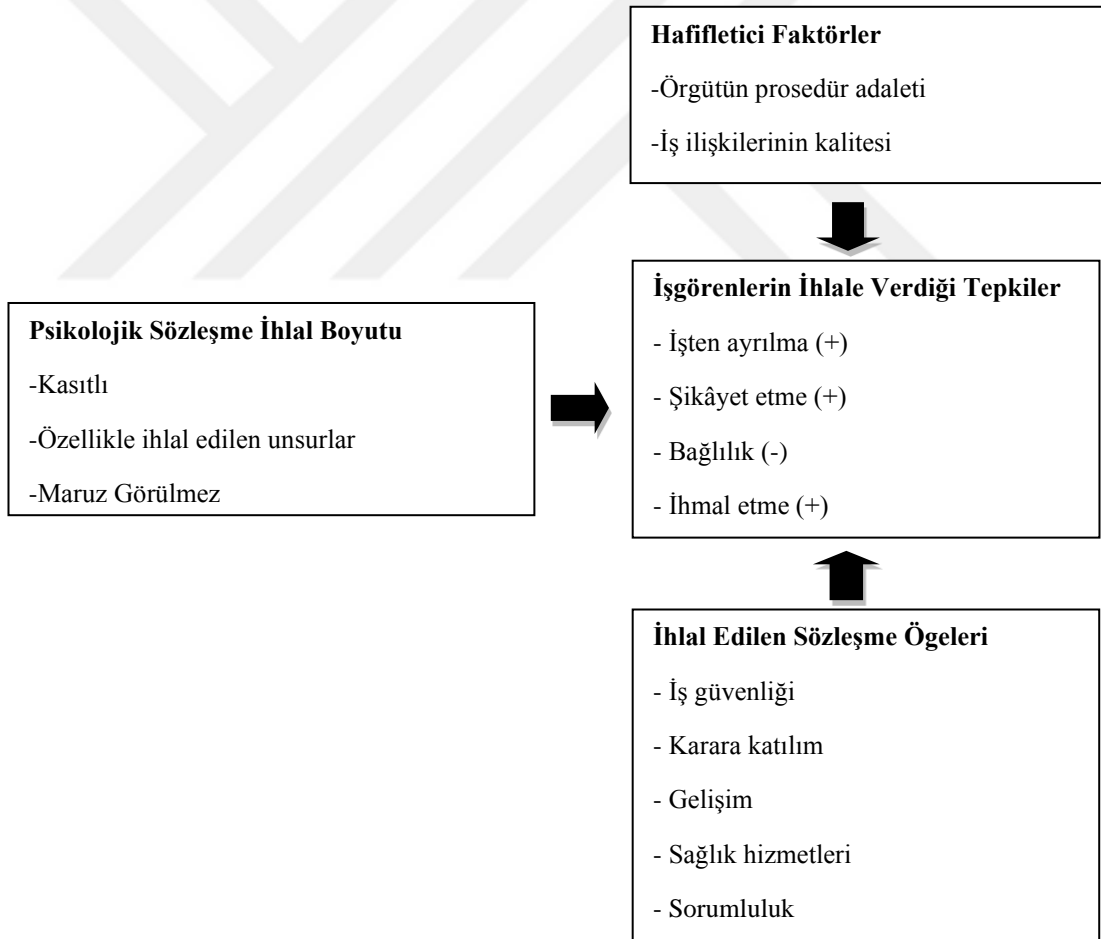 Hafifletici Faktörler
-Örgütün prosedür adaleti
-İş ilişkilerinin kalitesi
Psikolojik Sözleşme İhlal Boyutu
-Kasıtlı
-Özellikle ihlal edilen unsurlar
-Maruz Görülmez
İşgörenlerin İhlale Verdiği Tepkiler
- İşten ayrılma (+)
- Şikâyet etme (+)
- Bağlılık (-)
- İhmal etme (+)
İhlal Edilen Sözleşme Ögeleri
- İş güvenliği
- Karara katılım
- Gelişim
- Sağlık hizmetleri
- Sorumluluk